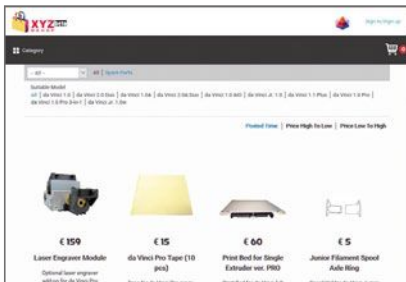 XYZ
Sign In/Sign up
Category
- All -
All | Spare Parts
Suitable Model
All | da Vinci 1.0 | da Vinci 2.0 Duo | da Vinci 1.0A | da Vinci 2.0A Duo | da Vinci 1.0 AiO | da Vinci Jr. 1.0 | da Vinci 1.1 Plus | da Vinci 1.0 Pro |
da Vinci 1.0 Pro 3-in-1 | da Vinci Jr. 1.0w
Posted Time | Price High To Low | Price Low To High
€ 159
€ 15
€ 60
€ 5
Laser Engraver Module
da Vinci Pro Tape (10
pcs)
Print Bed for Single
Extruder ver. PRO
Junior Filament Spool
Axle Ring
Optional laser engraver